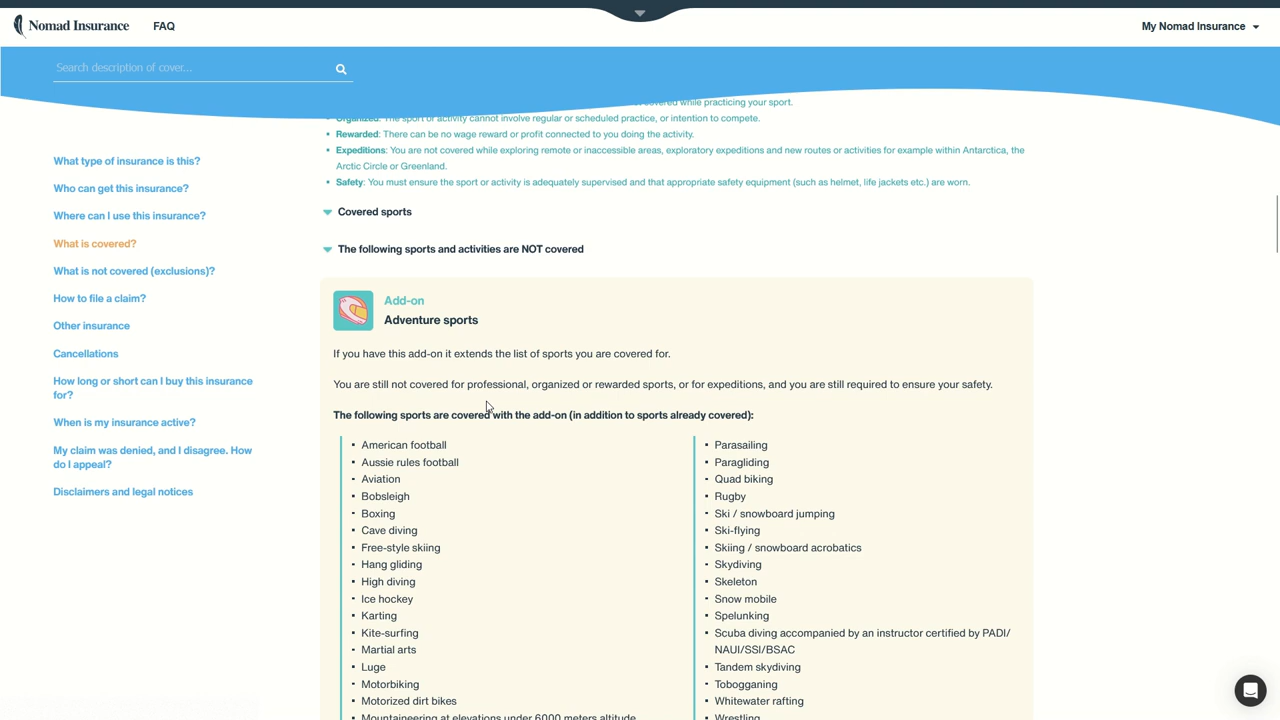 Nomad Insurance
FAQ
My Nomad Insurance
Search description of cover...
covered while practicing your sport.
Organized: The sport or activity cannot involve regular or scheduled practice, or intention to compete.
Rewarded: There can be no wage reward or profit connected to you doing the activity.
Expeditions: You are not covered while exploring remote or inaccessible areas, exploratory expeditions and new routes or activities for example within Antarctica, the
Arctic Circle or Greenland.
Safety: You must ensure the sport or activity is adequately supervised and that appropriate safety equipment (such as helmet, life jackets etc.) are worn.
What type of insurance is this?
Who can get this insurance?
Where can I use this insurance?
What is covered?
What is not covered (exclusions)?
How to file a claim?
Other insurance
Cancellations
How long or short can I buy this insurance
for?
When is my insurance active?
My claim was denied, and I disagree. How
do I appeal?
Disclaimers and legal notices
Covered sports
The following sports and activities are NOT covered
Add-on
Adventure sports
If you have this add-on it extends the list of sports you are covered for.
You are still not covered for professional, organized or rewarded sports, or for expeditions, and you are still required to ensure your safety.
The following sports are covered with the add-on (in addition to sports already covered):
American football
Aussie rules football
Aviation
Bobsleigh
Boxing
Cave diving
Free-style skiing
Hang gliding
High diving
Ice hockey
Karting
Kite-surfing
Martial arts
Luge
Motorbiking
Motorized dirt bikes
Mountaineering at elevations under 6000 meters altitude
Parasailing
Paragliding
Quad biking
Rugby
Ski / snowboard jumping
Ski-flying
Skiing / snowboard acrobatics
Skydiving
Skeleton
Snow mobile
Spelunking
Scuba diving accompanied by an instructor certified by PADI/
NAUI/SSI/BSAC
Tandem skydiving
Tobogganing
Whitewater rafting
Wrestling